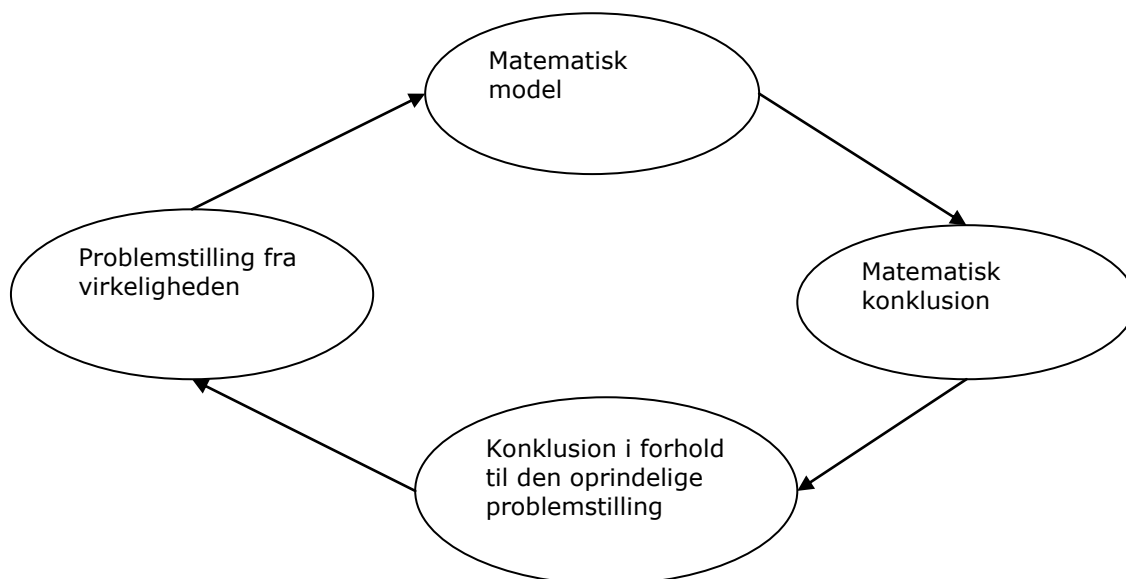 Matematisk
model
Problemstilling fra
virkeligheden
Matematisk
konklusion
Konklusion i forhold
til den oprindelige
problemstilling